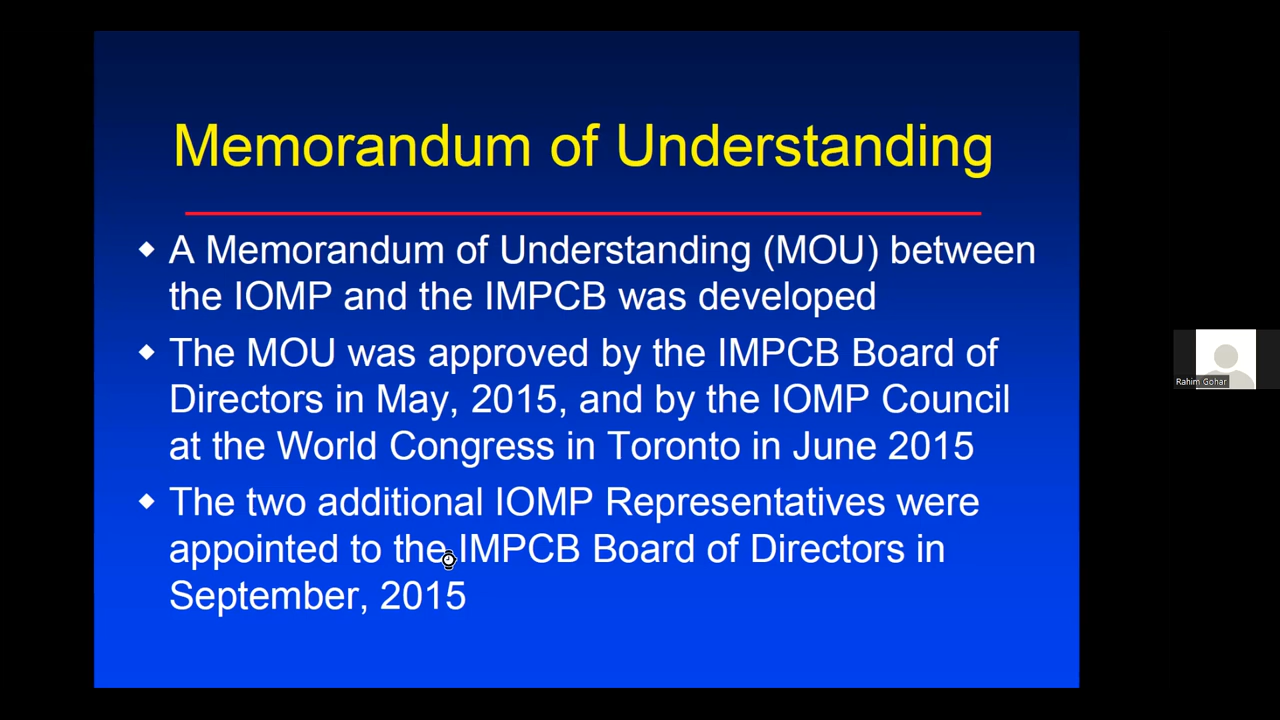 Memorandum of Understanding
A Memorandum of Understanding (MOU) between
the IOMP and the IMPCB was developed
The MOU was approved by the IMPCB Board of
Directors in May, 2015, and by the IOMP Council
at the World Congress in Toronto in June 2015
The two additional IOMP Representatives were
appointed to the IMPCB Board of Directors in
September, 2015
Rahim Gohar